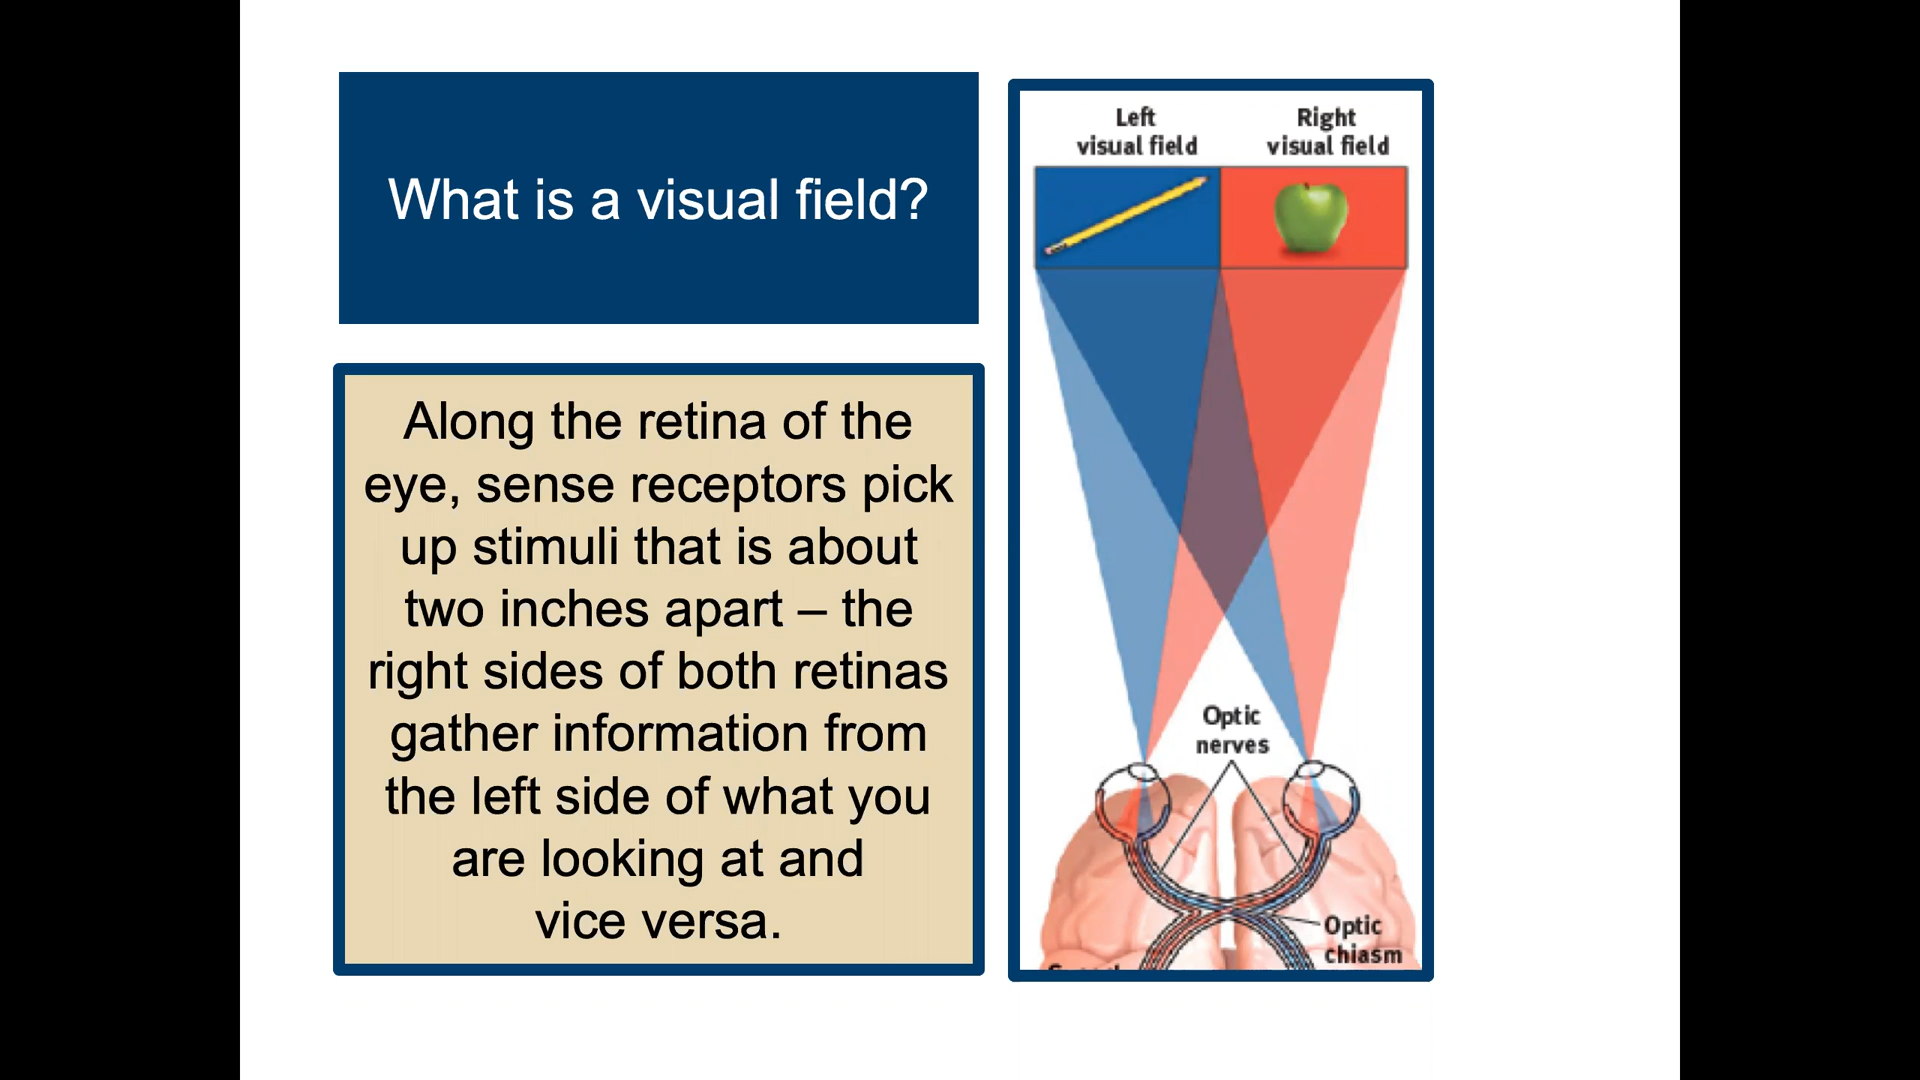 What is a visual field?
Along the retina of the
eye, sense receptors pick
up stimuli that is about
two inches apart – the
right sides of both retinas
gather information from
the left side of what you
are looking at and
vice versa.
Left
visual field
Right
visual field
Optic
nerves
Optic
chiasm